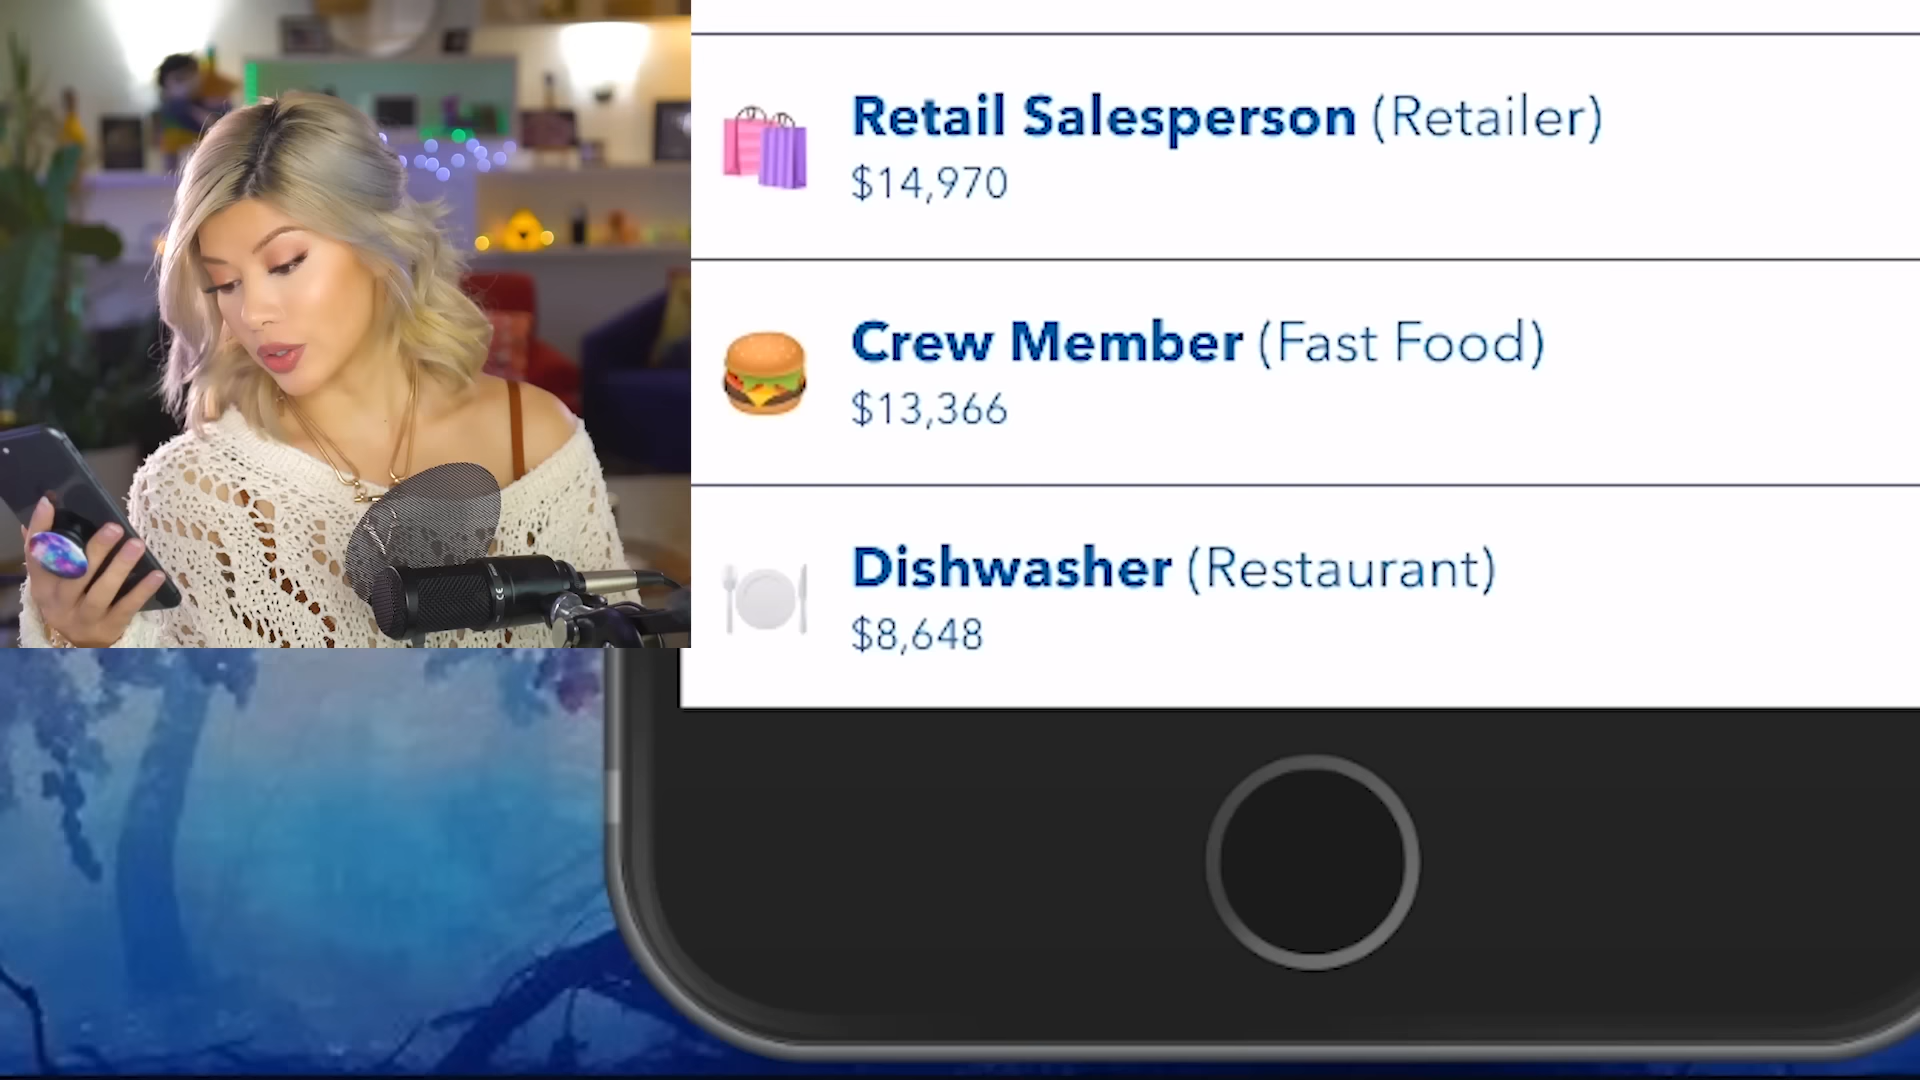 Retail Salesperson (Retailer)
$14,970
Crew Member (Fast Food)
$13,366
Dishwasher (Restaurant)
$8,648